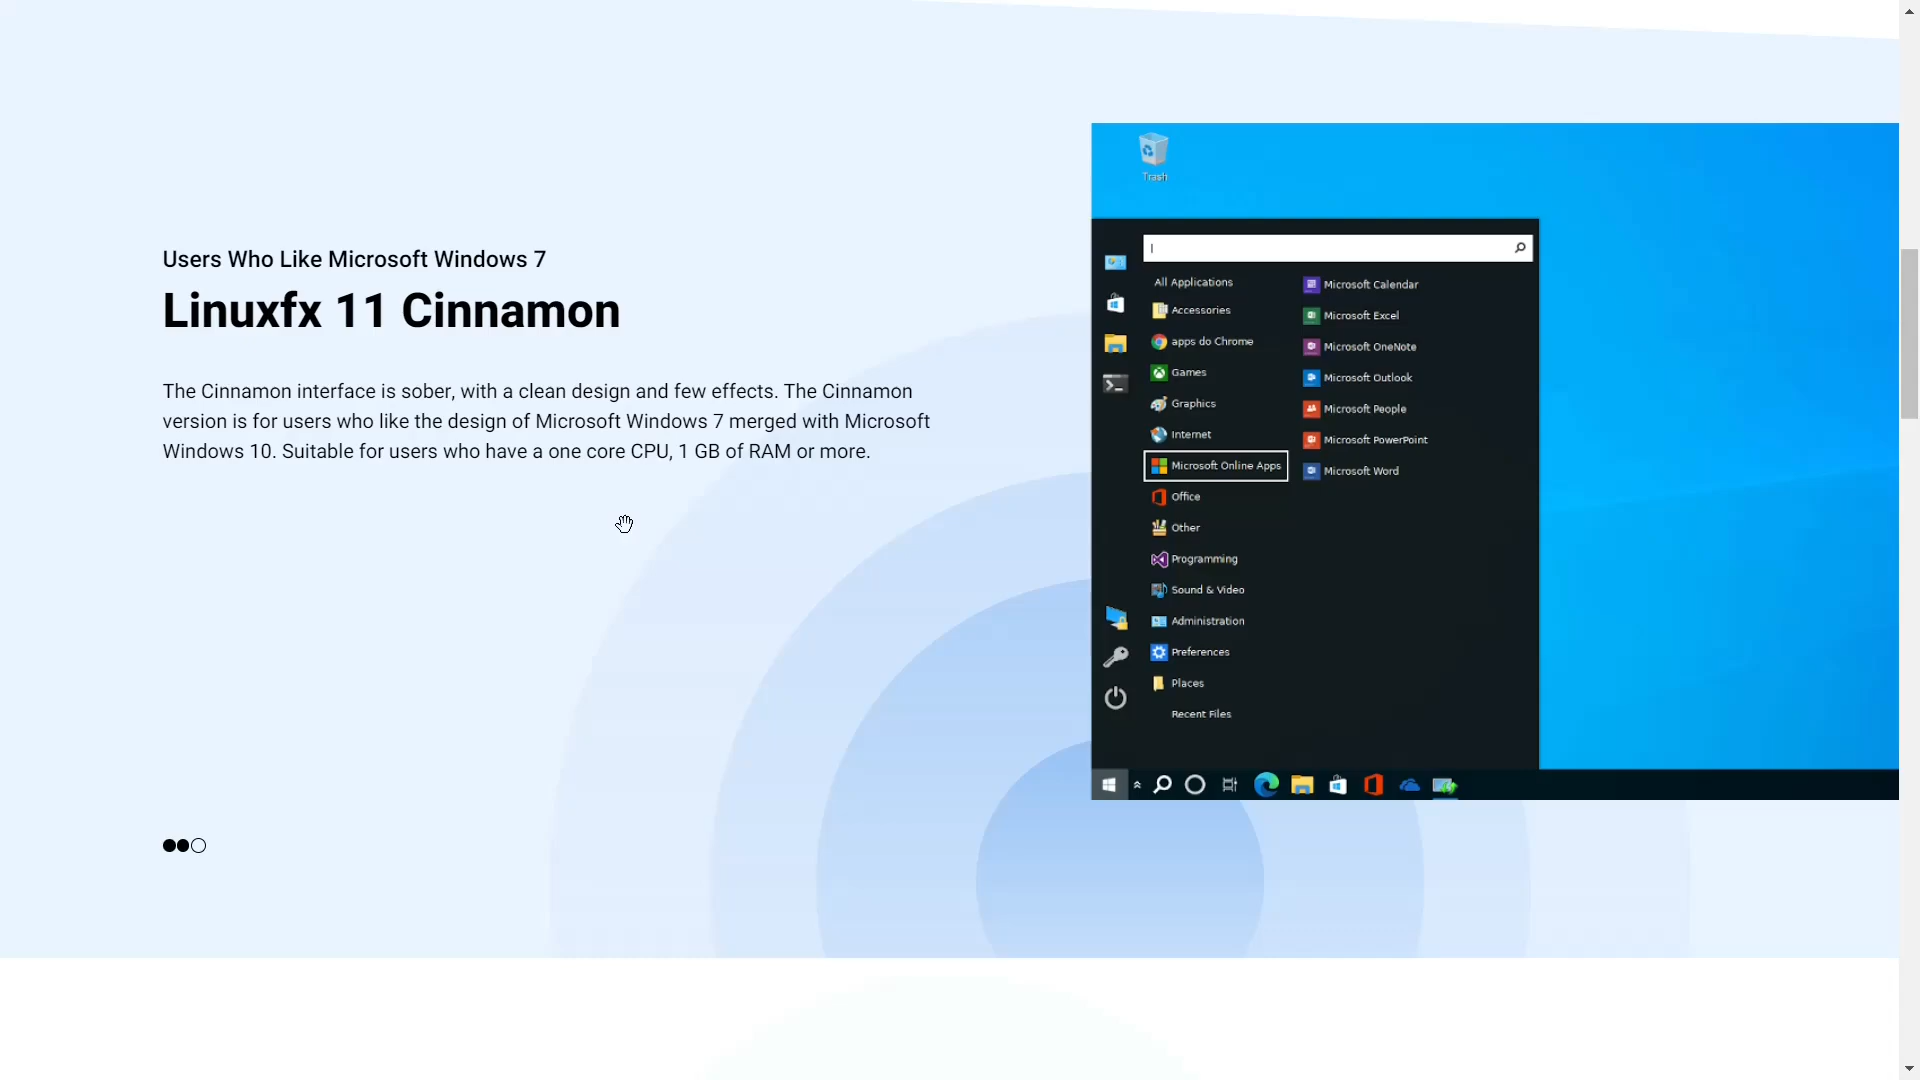 Users Who Like Microsoft Windows 7
Linuxfx 11 Cinnamon
The Cinnamon interface is sober, with a clean design and few effects. The Cinnamon
version is for users who like the design of Microsoft Windows 7 merged with Microsoft
Windows 10. Suitable for users who have a one core CPU, 1 GB of RAM or more.
Trash
All Applications
Accessories
apps do Chrome
Games
Graphics
Internet
Microsoft Online Apps
Office
Other
Programming
Sound & Video
Administration
Preferences
Places
Recent Files
Microsoft Calendar
Microsoft Excel
Microsoft OneNote
Microsoft Outlook
Microsoft People
Microsoft PowerPoint
Microsoft Word